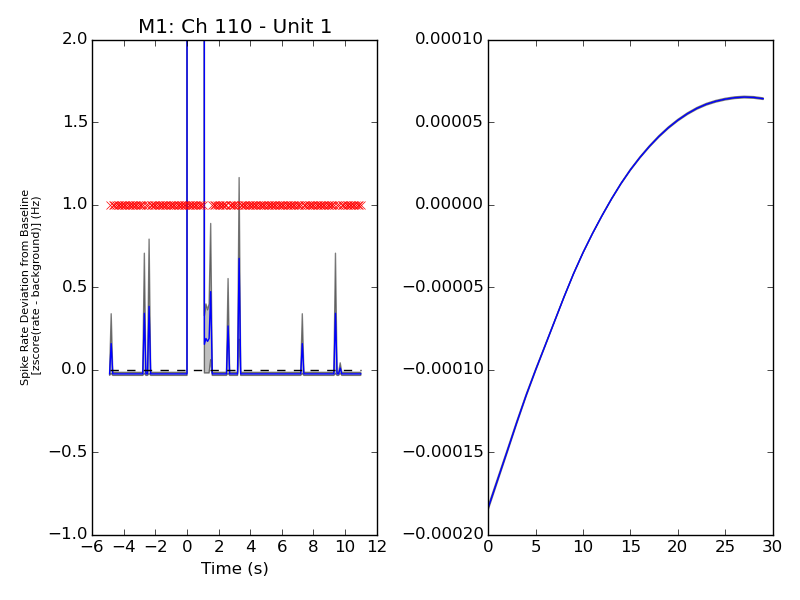 M1: Ch 110 - Unit 1
2.0
1.5
1.0
0.5
0.0
−0.5
−1.0
−6 −4 −2 0 2 4 6 8 10 12
Time (s)
Spike Rate Deviation from Baseline
[zscore(rate - background)] (Hz)
0.00010
0.00005
0.00000
−0.00005
−0.00010
−0.00015
−0.00020
0 5 10 15 20 25 30